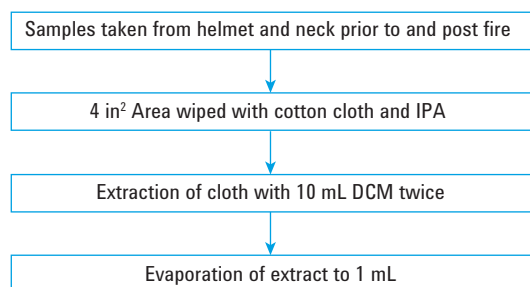 Samples taken from helmet and neck prior to and post fire
4 in² Area wiped with cotton cloth and IPA
Extraction of cloth with 10 mL DCM twice
Evaporation of extract to 1 mL